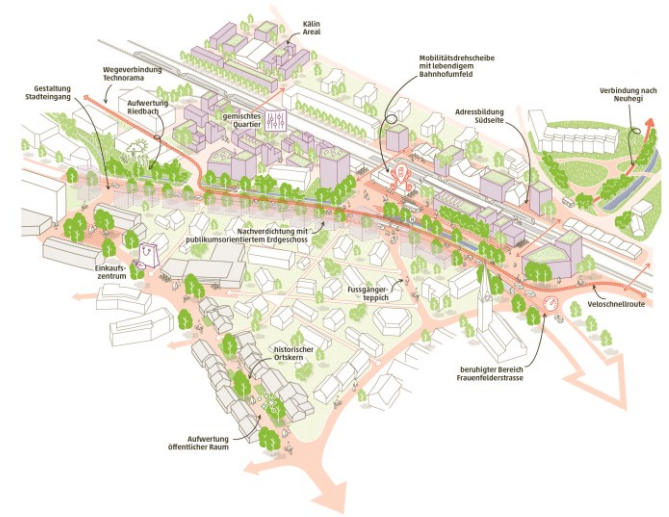 Kälin
Areal
Mobilitätsdrehscheibe
mit lebendigem
Bahnhofumfeld
Wegeverbindung
Technorama
Gestaltung
Stadteingang
Aufwertung
Riedbach
gemischtes
Quartier
Adressbildung
Südseite
Verbindung nach
Neuhegi
Nachverdichtung mit
publikumsorientiertem Erdgeschoss
Einkaufs-
zentrum
Fussgänger-
teppich
Veloschnellroute
historischer
Ortskern
beruhigter Bereich
Frauenfelderstrasse
Aufwertung
öffentlicher Raum